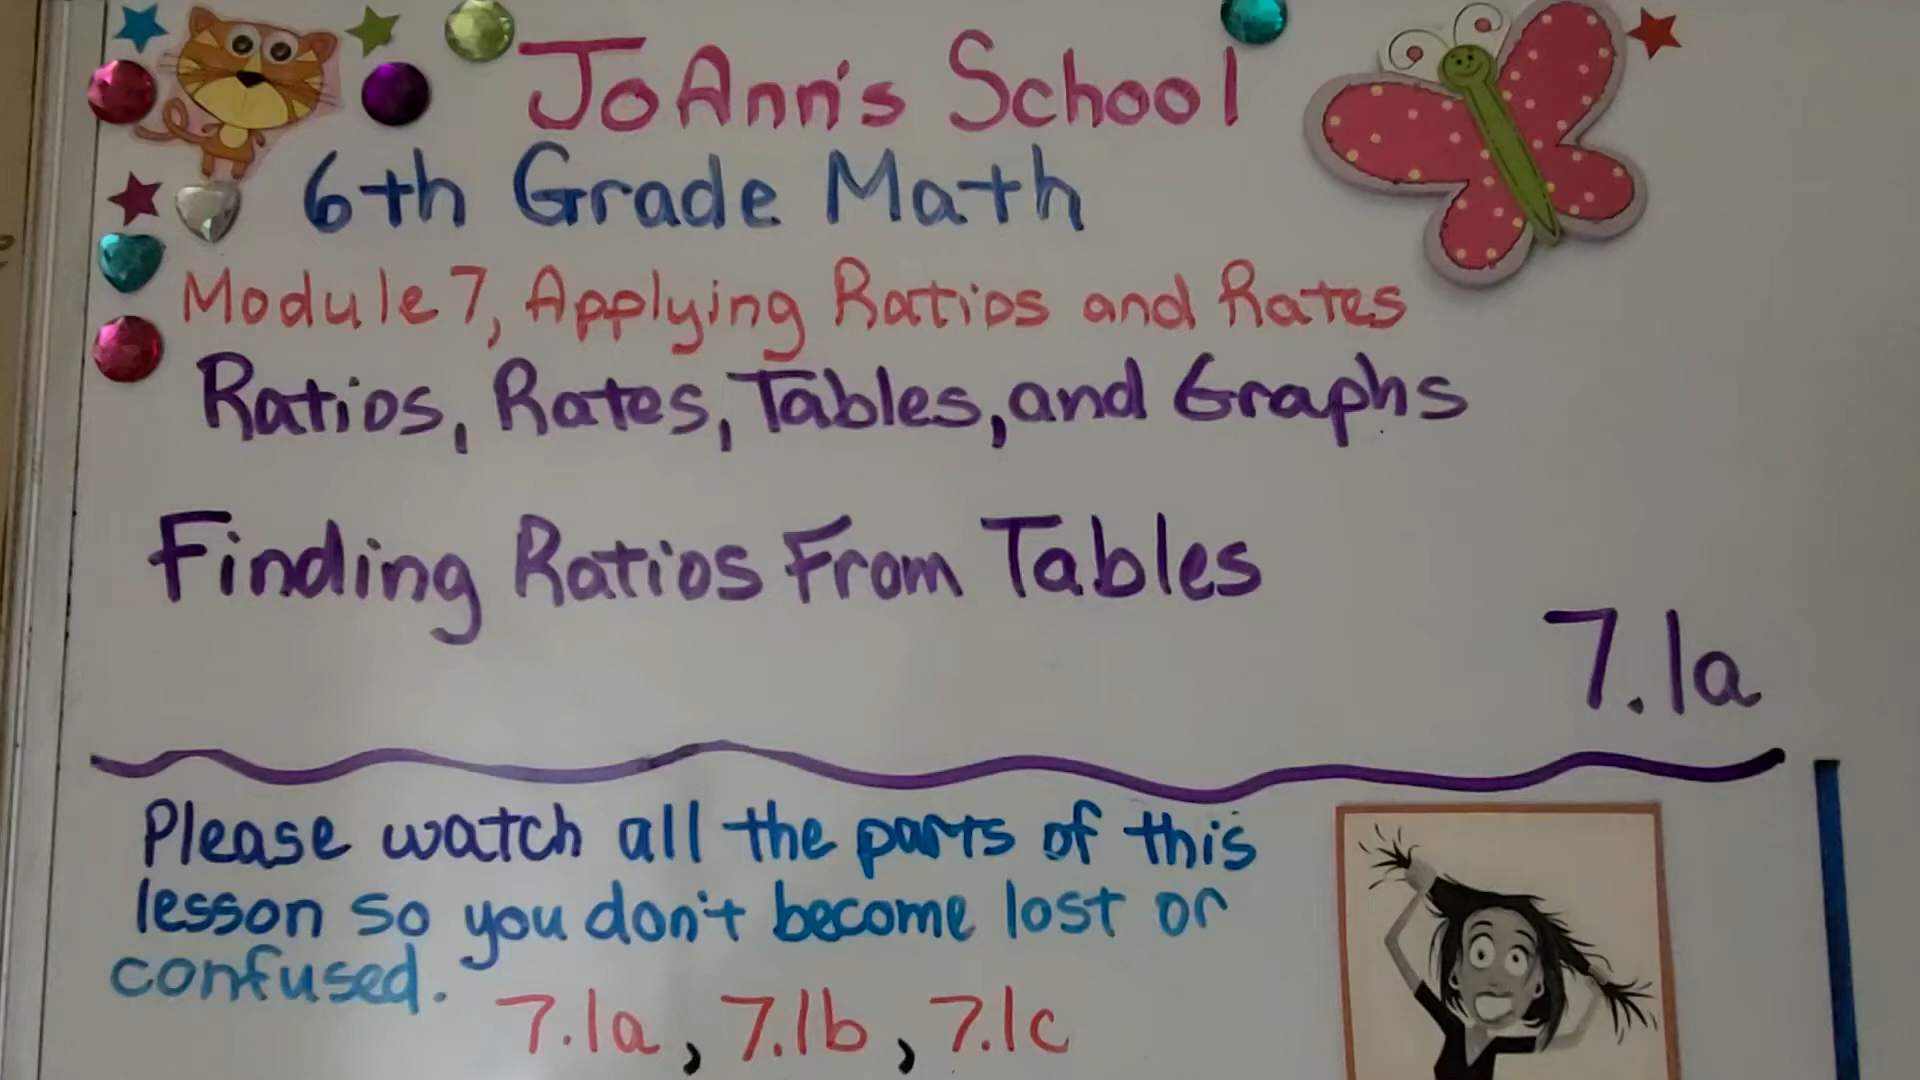 JoAnn's School
6th Grade Math
Module 7, Applying Ratios and Rates
Ratios, Rates, Tables, and Graphs
Finding Ratios From Tables
7.1a
Please watch all the parts of this
lesson so you don't become lost or
confused.
7.1a, 7.1b, 7.1c